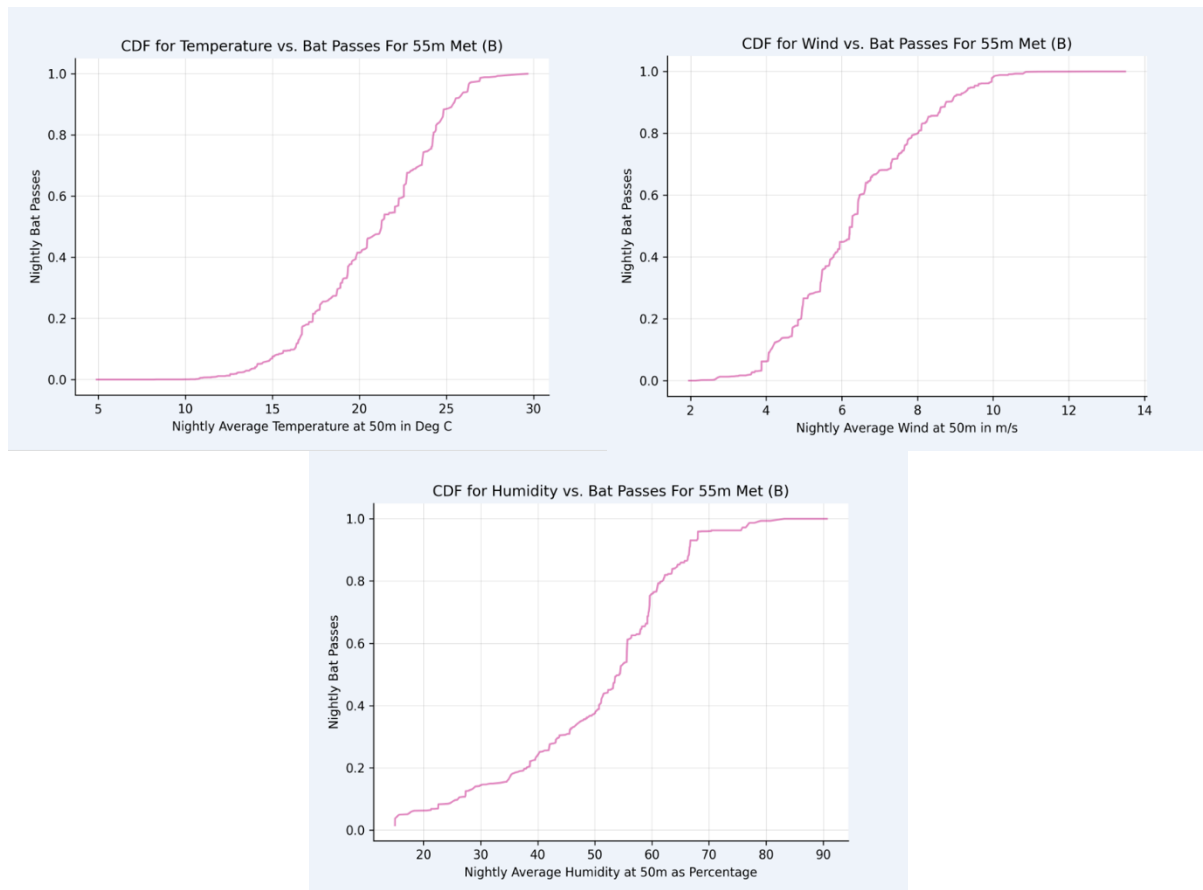 CDF for Temperature vs. Bat Passes For 55m Met (B)
1.0
0.8
0.6
0.4
0.2
0.0
Nightly Bat Passes
5 10 15 20 25 30
Nightly Average Temperature at 50m in Deg C
CDF for Wind vs. Bat Passes For 55m Met (B)
1.0
0.8
0.6
0.4
0.2
0.0
Nightly Bat Passes
2 4 6 8 10 12 14
Nightly Average Wind at 50m in m/s
CDF for Humidity vs. Bat Passes For 55m Met (B)
1.0
0.8
0.6
0.4
0.2
0.0
Nightly Bat Passes
20 30 40 50 60 70 80 90
Nightly Average Humidity at 50m as Percentage